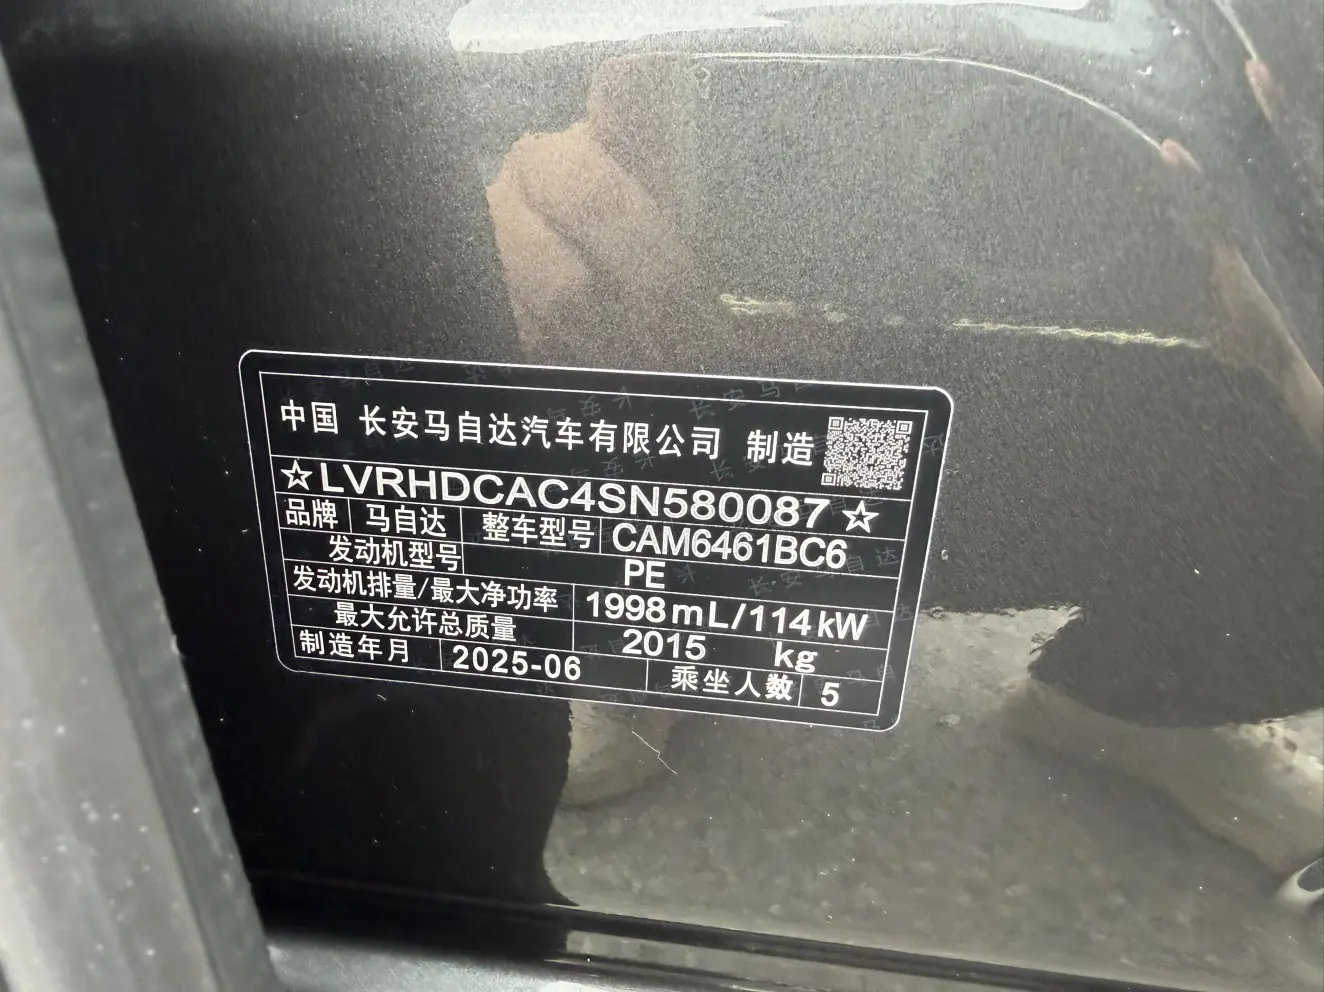 中国 长安马自达汽车有限公司 制造
☆LVRHDCAC4SN580087☆
品牌 马自达 整车型号 CAM6461BC6
发动机型号 PE
发动机排量/最大净功率 1998mL/114kW
最大允许总质量 2015 kg
制造年月 2025-06 乘坐人数 5